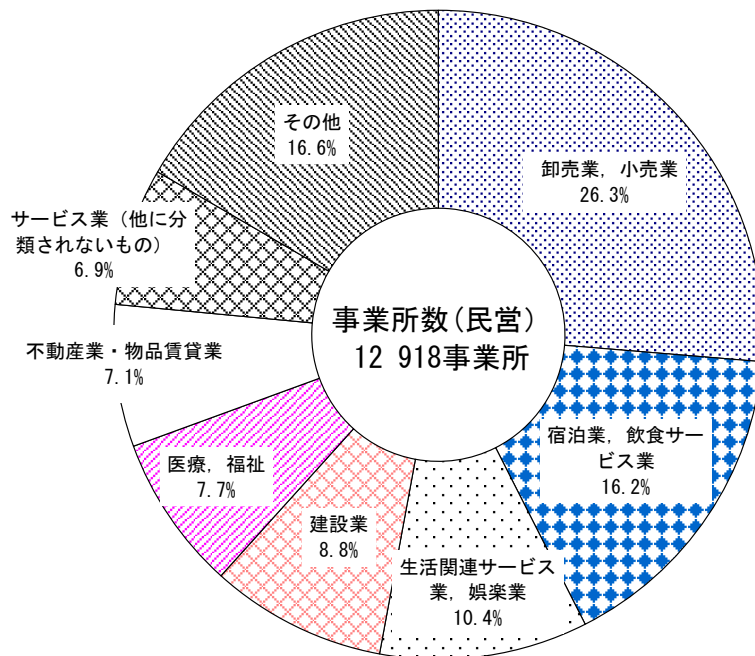 その他
16.6%
卸売業，小売業
26.3%
サービス業（他に分
類されないもの）
6.9%
事業所数(民営)
12 918事業所
不動産業・物品賃貸業
7.1%
宿泊業，飲食サー
ビス業
16.2%
医療，福祉
7.7%
建設業
8.8%
生活関連サービス
業，娯楽業
10.4%